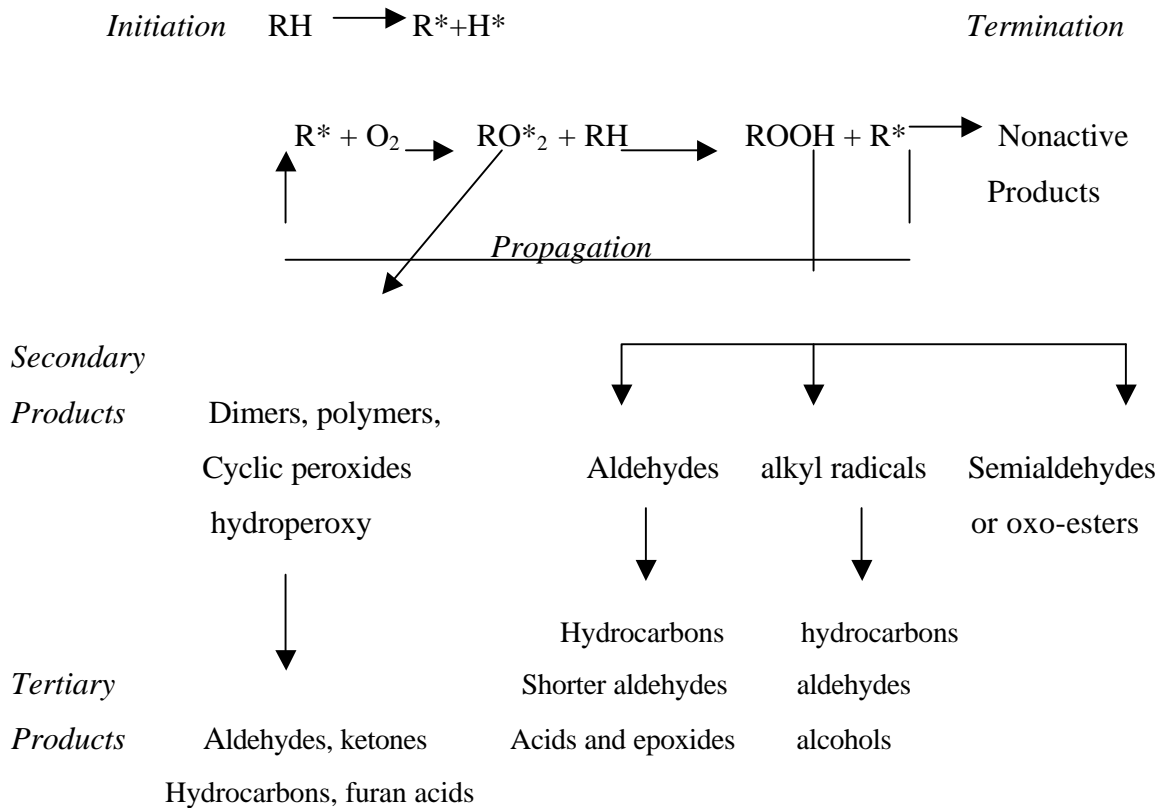 Initiation RH R*+H* Termination
R* + O2 RO*2 + RH ROOH + R* Nonactive
Products
Propagation
Secondary
Products Dimers, polymers,
Cyclic peroxides Aldehydes alkyl radicals Semialdehydes
hydroperoxy or oxo-esters
Hydrocarbons hydrocarbons
Tertiary Shorter aldehydes aldehydes
Products Aldehydes, ketones Acids and epoxides alcohols
Hydrocarbons, furan acids